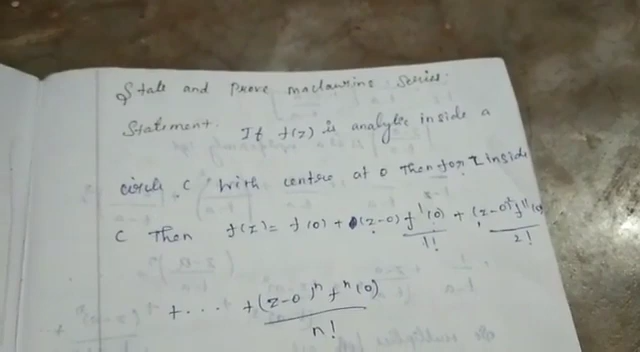 State and Prove maclaurins Series.
Statement. If f(z) is analytic inside a
circle C with centre at 0 Then for z inside
C Then f(z) = f(0) + (z-0) f'(0)/1! + (z-0)² f''(0)/2!
+ .... + (z-0)ⁿ fⁿ(0)/n!